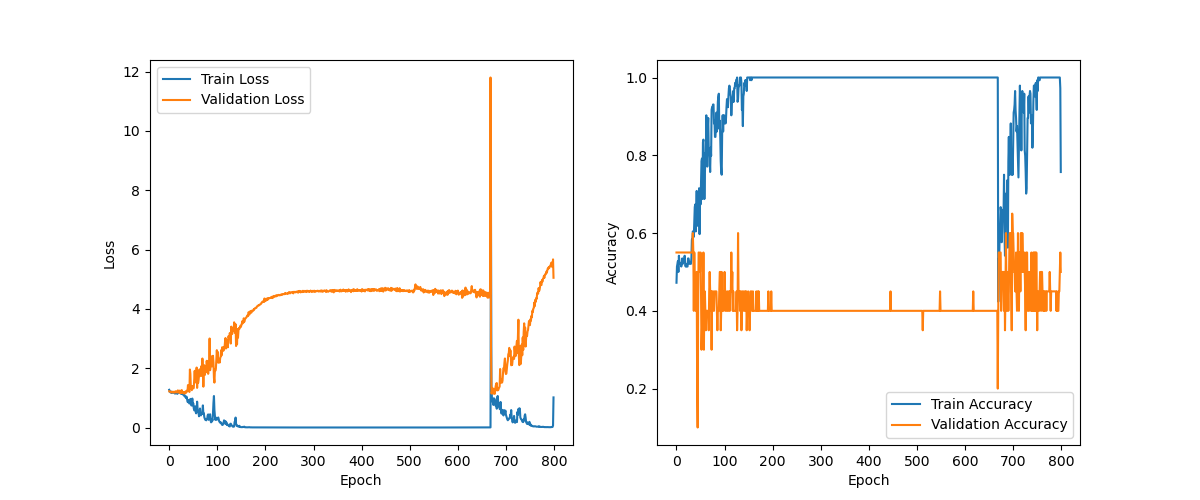 Train Loss
Validation Loss
12
10
8
6
4
2
0
Loss
0 100 200 300 400 500 600 700 800
Epoch
1.0
0.8
0.6
0.4
0.2
Accuracy
Train Accuracy
Validation Accuracy
0 100 200 300 400 500 600 700 800
Epoch